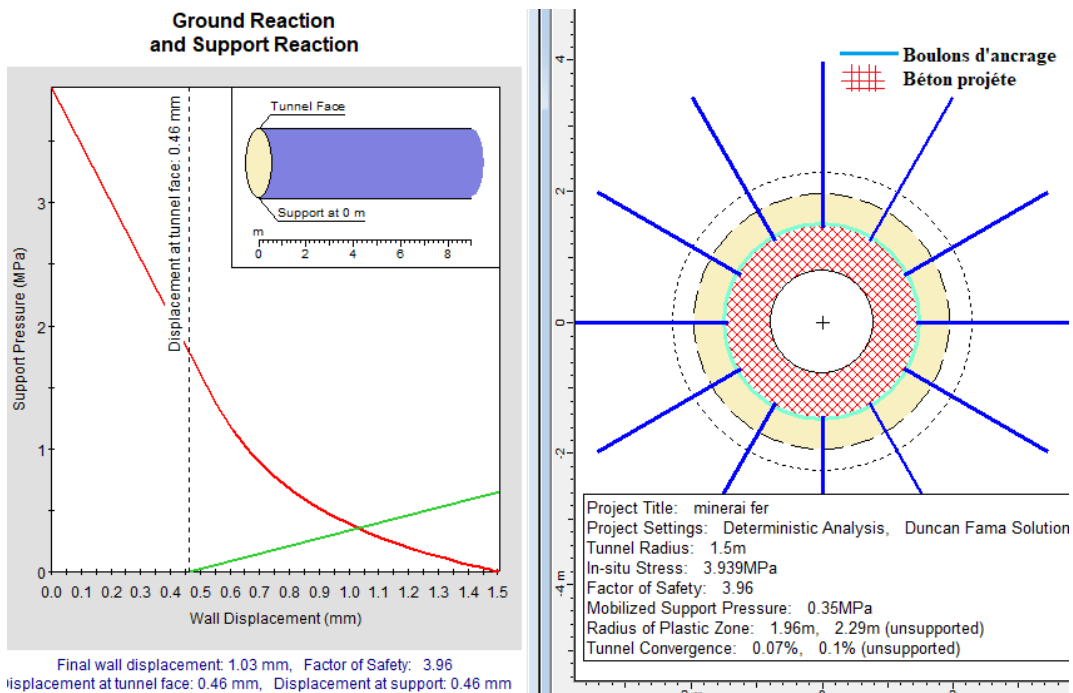 Ground Reaction
and Support Reaction
Support Pressure (MPa)
3
2
1
0
Displacement at tunnel face: 0.46 mm
Tunnel Face
Support at 0 m
m
0 2 4 6 8
0.0 0.1 0.2 0.3 0.4 0.5 0.6 0.7 0.8 0.9 1.0 1.1 1.2 1.3 1.4 1.5
Wall Displacement (mm)
Final wall displacement: 1.03 mm, Factor of Safety: 3.96
Displacement at tunnel face: 0.46 mm, Displacement at support: 0.46 mm
4
2
0
-2
-4 m
Boulons d'ancrage
Béton projéte
Project Title: minerai fer
Project Settings: Deterministic Analysis, Duncan Fama Solution
Tunnel Radius: 1.5m
In-situ Stress: 3.939MPa
Factor of Safety: 3.96
Mobilized Support Pressure: 0.35MPa
Radius of Plastic Zone: 1.96m, 2.29m (unsupported)
Tunnel Convergence: 0.07%, 0.1% (unsupported)